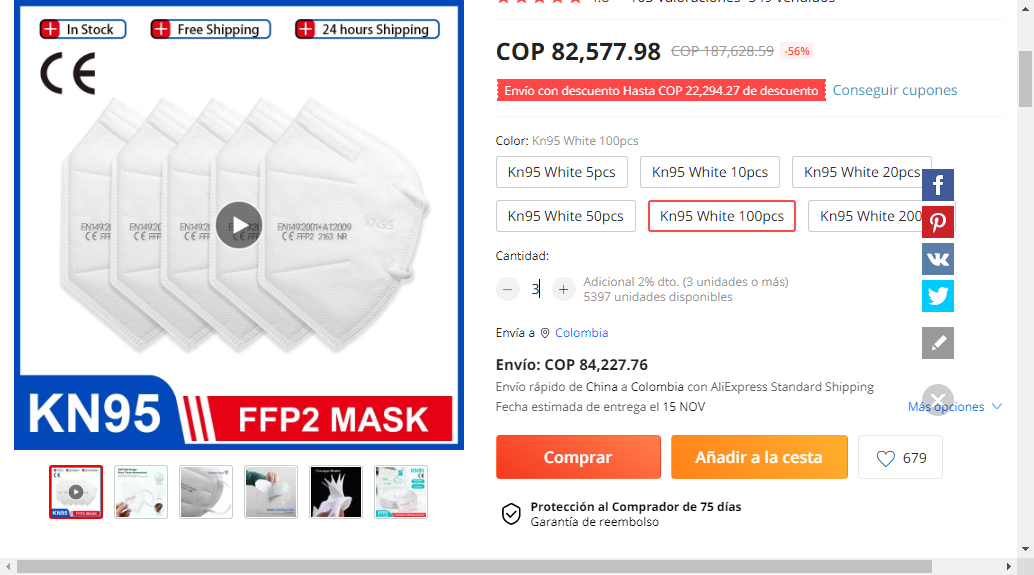 In Stock
Free Shipping
24 hours Shipping
CE
KN95
EN149:2001+A1:2009
CE FFP2 2163 NR
KN95
FFP2 MASK
COP 82,577.98 COP 187,628.59 -56%
Envío con descuento Hasta COP 22,294.27 de descuento Conseguir cupones
Color: Kn95 White 100pcs
Kn95 White 5pcs
Kn95 White 10pcs
Kn95 White 20pcs
Kn95 White 50pcs
Kn95 White 100pcs
Kn95 White 200
Cantidad:
3
Adicional 2% dto. (3 unidades o más)
5397 unidades disponibles
Envía a Colombia
Envío: COP 84,227.76
Envío rápido de China a Colombia con AliExpress Standard Shipping
Fecha estimada de entrega el 15 NOV
Más opciones
Comprar
Añadir a la cesta
679
Protección al Comprador de 75 días
Garantía de reembolso
KN95 FFP2 MASK